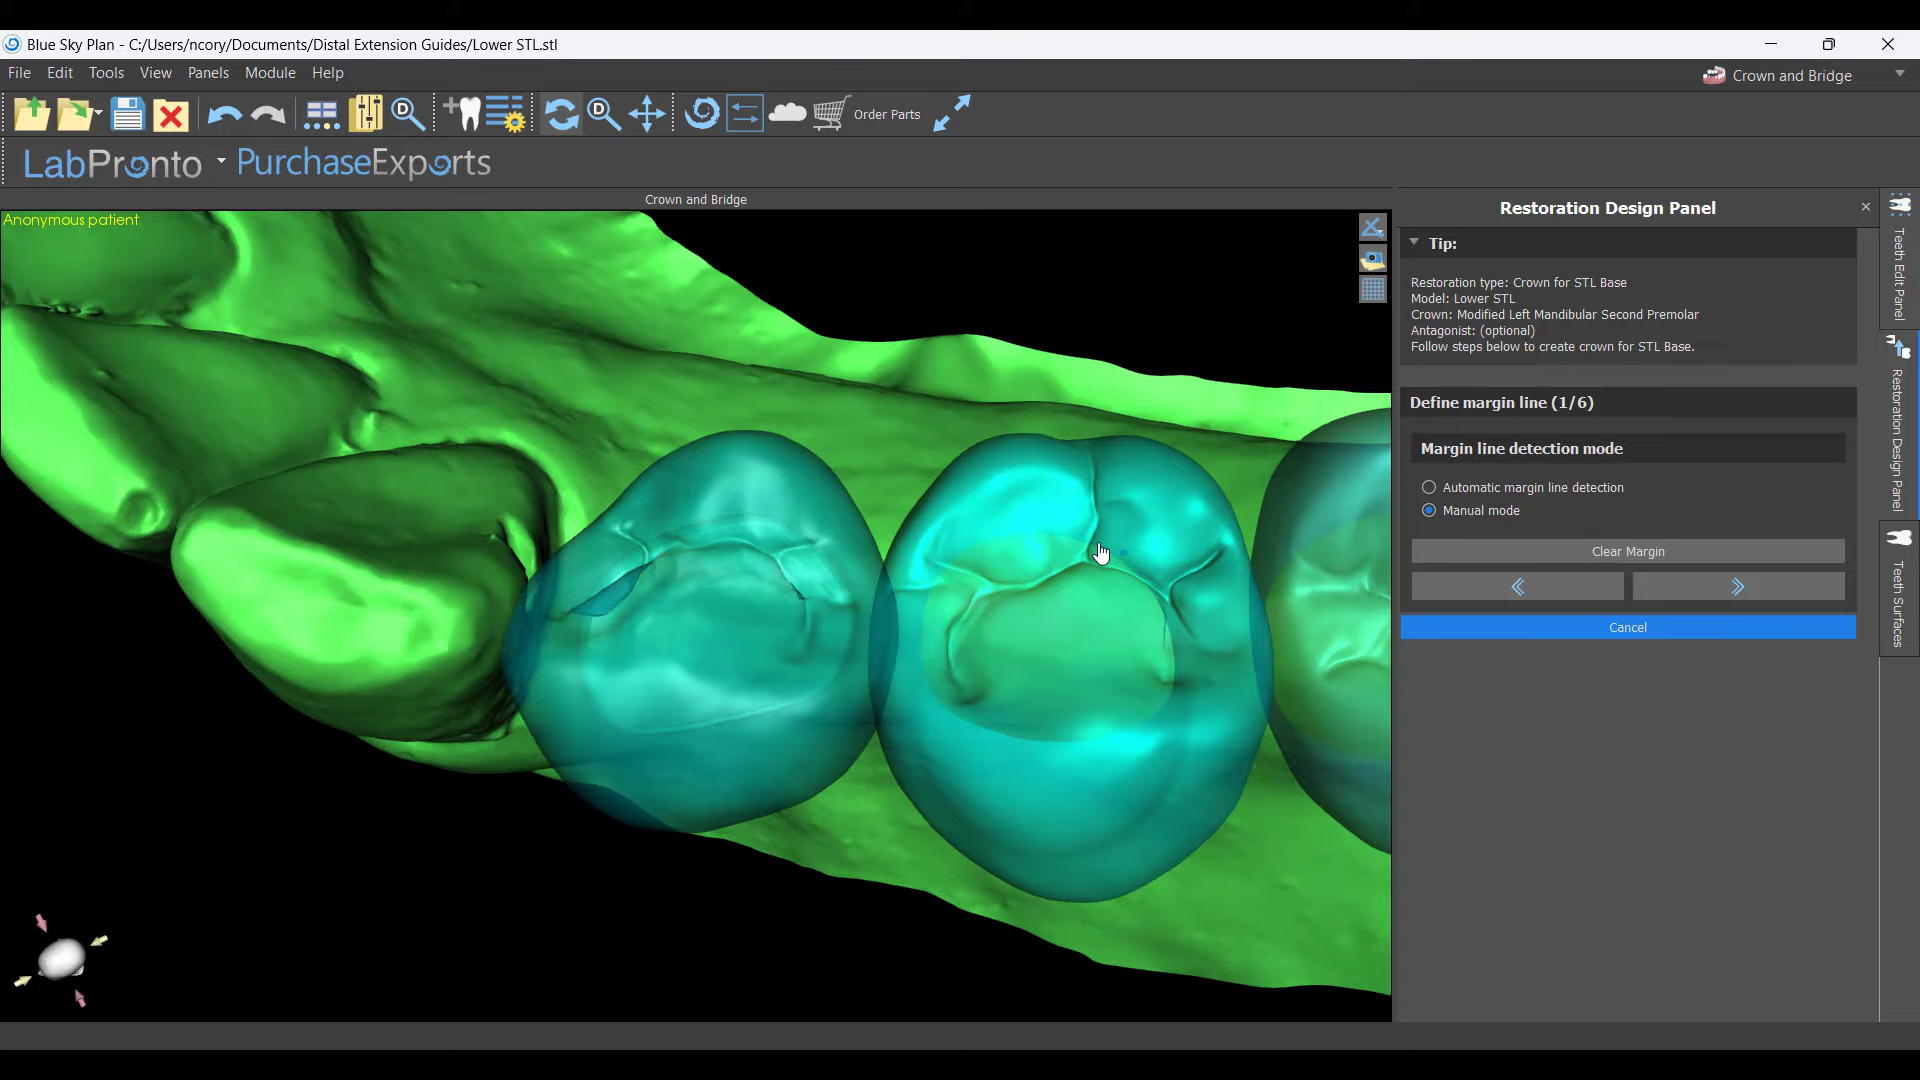 Blue Sky Plan - C:/Users/ncory/Documents/Distal Extension Guides/Lower STL.stl
File Edit Tools View Panels Module Help
Crown and Bridge
Order Parts
LabPronto PurchaseExports
Crown and Bridge
Anonymous patient
Restoration Design Panel
Tip:
Restoration type: Crown for STL Base
Model: Lower STL
Crown: Modified Left Mandibular Second Premolar
Antagonist: (optional)
Follow steps below to create crown for STL Base.
Define margin line (1/6)
Margin line detection mode
Automatic margin line detection
Manual mode
Clear Margin
Cancel
Teeth Edit Panel
Restoration Design Panel
Teeth Surfaces